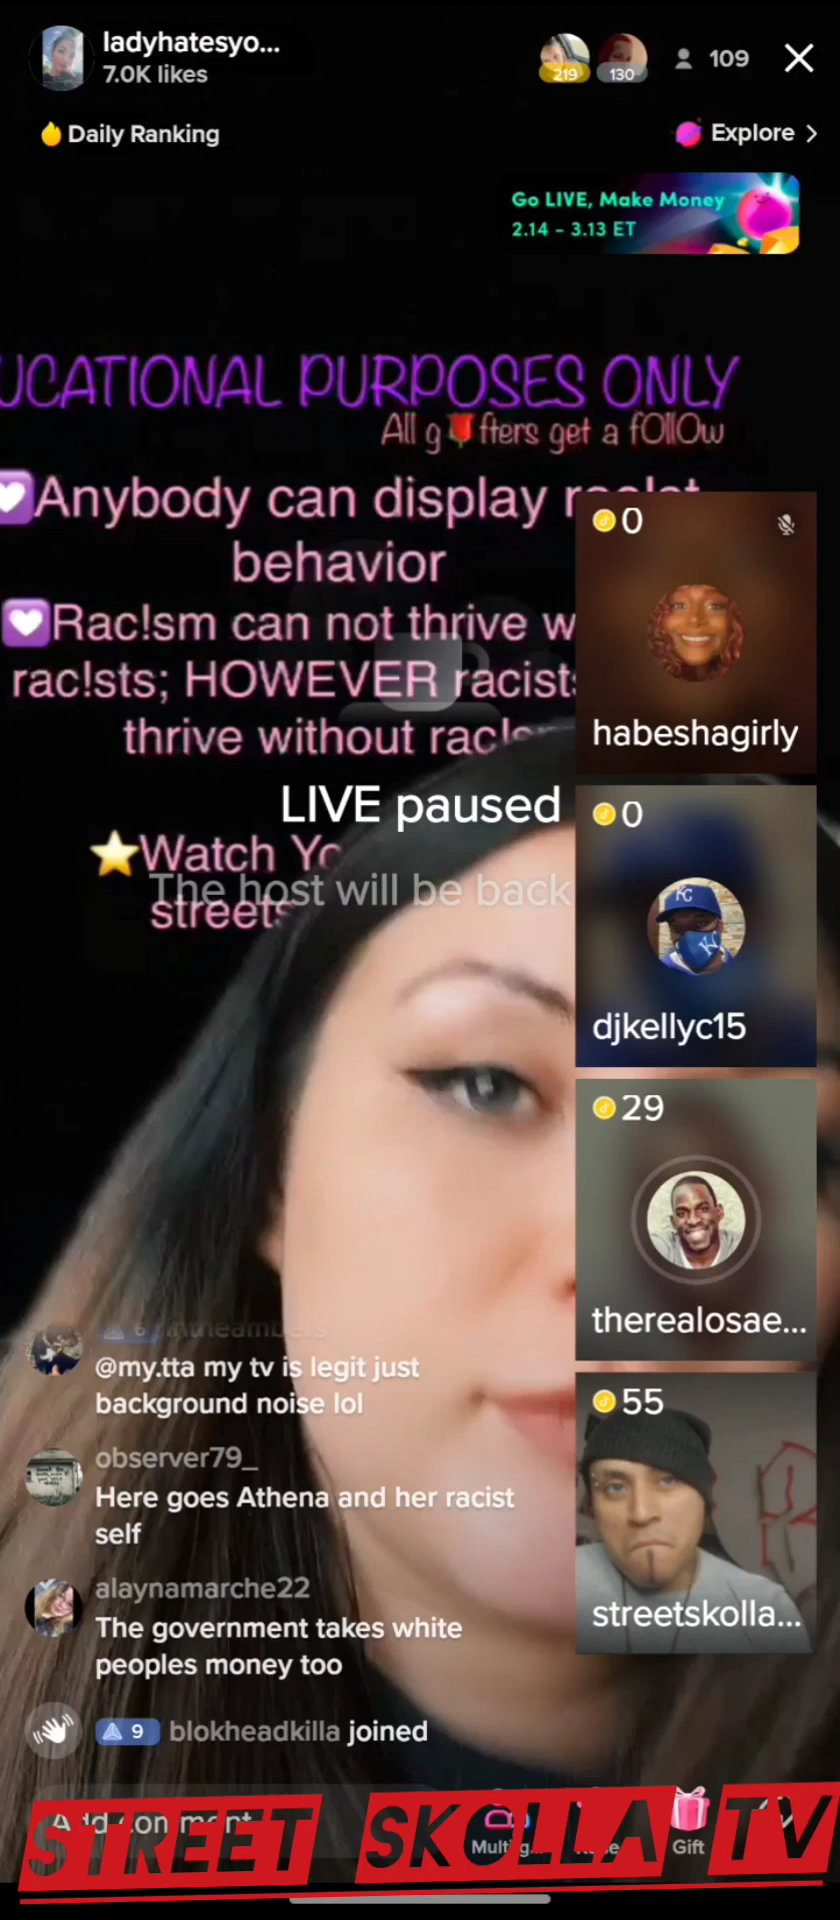 ladyhatesyo...
7.0K likes
219
130
109
Daily Ranking
Explore >
Go LIVE, Make Money
2.14 - 3.13 ET
UCATIONAL PURPOSES ONLY
All g🌹fters get a fOllOw
💟Anybody can display
behavior
💟Rac!sm can not thrive
rac!sts; HOWEVER
thrive without
LIVE paused
⭐Watch
The host will be back
streets
0
habeshagirly
0
KC
djkellyc15
29
therealosae...
55
streetskolla...
6
@my.tta my tv is legit just
background noise lol
observer79_
Here goes Athena and her racist
self
alaynamarche22
The government takes white
peoples money too
9 blokheadkilla joined
Add comment
Gift
STREET SKOLLA TV